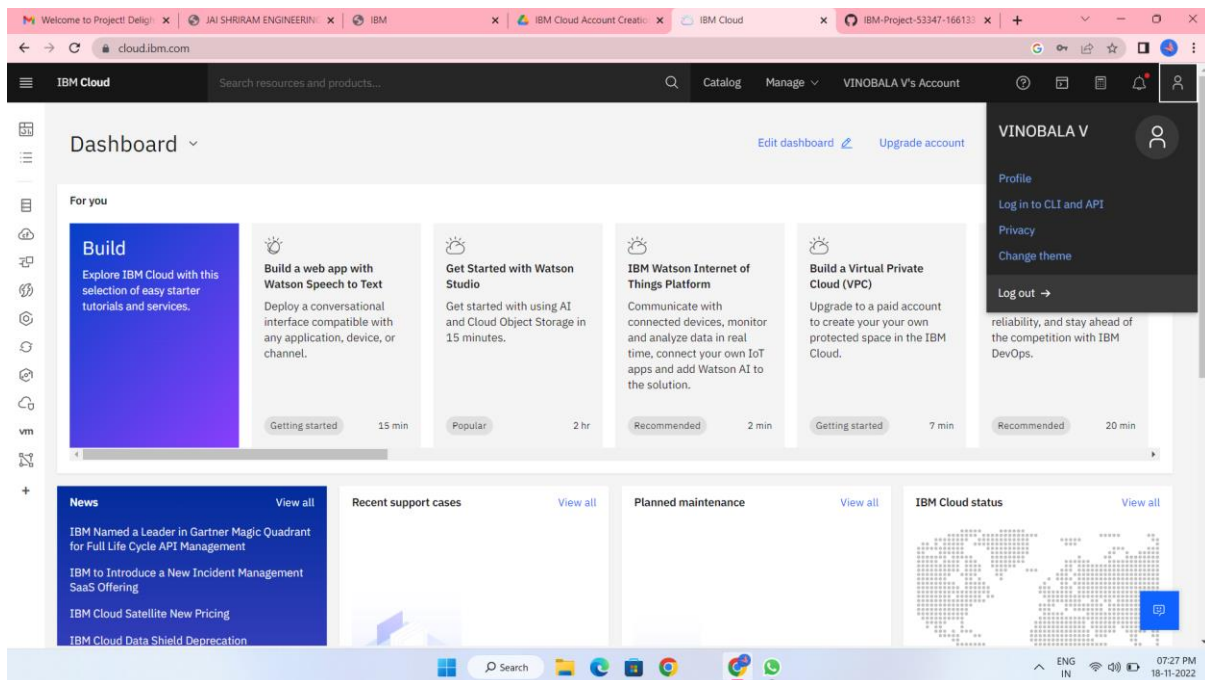 Welcome to Project! Deligh
JAI SHRIRAM ENGINEERING
IBM
IBM Cloud Account Creation
IBM Cloud
IBM-Project-53347-166133
cloud.ibm.com
IBM Cloud
Search resources and products...
Catalog
Manage
VINOBALA V's Account
Dashboard
Edit dashboard
Upgrade account
VINOBALA V
Profile
Log in to CLI and API
Privacy
Change theme
Log out →
For you
Build
Explore IBM Cloud with this
selection of easy starter
tutorials and services.
Build a web app with
Watson Speech to Text
Deploy a conversational
interface compatible with
any application, device, or
channel.
Getting started
15 min
Get Started with Watson
Studio
Get started with using AI
and Cloud Object Storage in
15 minutes.
Popular
2 hr
IBM Watson Internet of
Things Platform
Communicate with
connected devices, monitor
and analyze data in real
time, connect your own IoT
apps and add Watson AI to
the solution.
Recommended
2 min
Build a Virtual Private
Cloud (VPC)
Upgrade to a paid account
to create your your own
protected space in the IBM
Cloud.
Getting started
7 min
reliability, and stay ahead of
the competition with IBM
DevOps.
Recommended
20 min
vm
News
View all
IBM Named a Leader in Gartner Magic Quadrant
for Full Life Cycle API Management
IBM to Introduce a New Incident Management
SaaS Offering
IBM Cloud Satellite New Pricing
IBM Cloud Data Shield Deprecation
Recent support cases
View all
Planned maintenance
View all
IBM Cloud status
View all
Search
ENG
IN
07:27 PM
18-11-2022